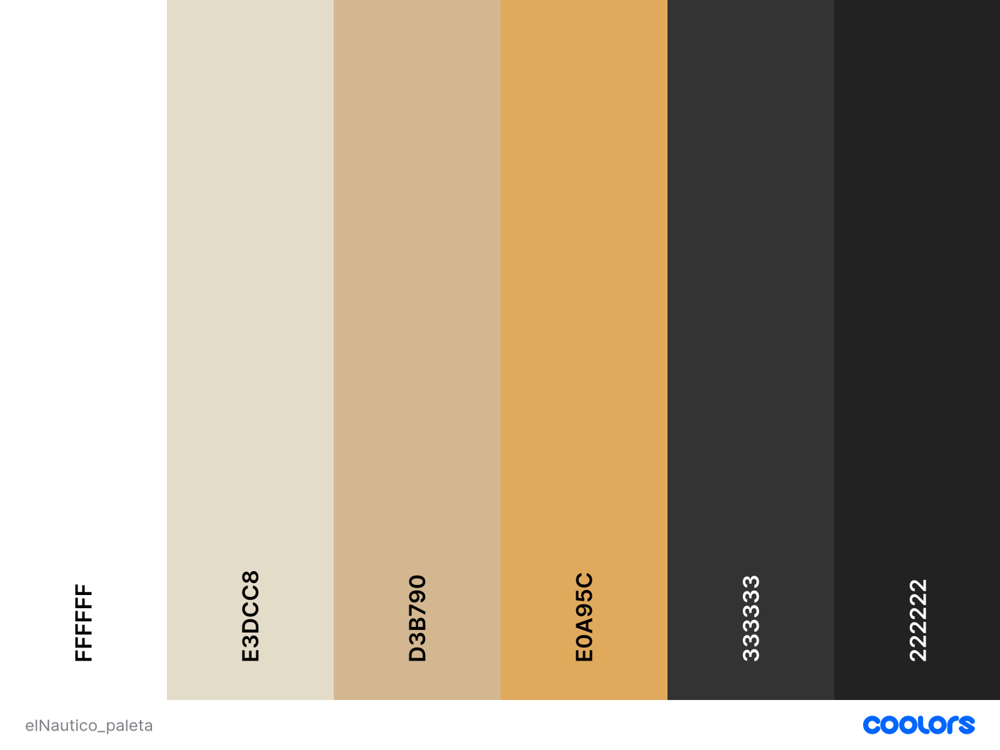 FFFFFF
E3DCC8
D3B790
E0A95C
333333
222222
elNautico_paleta
coolors